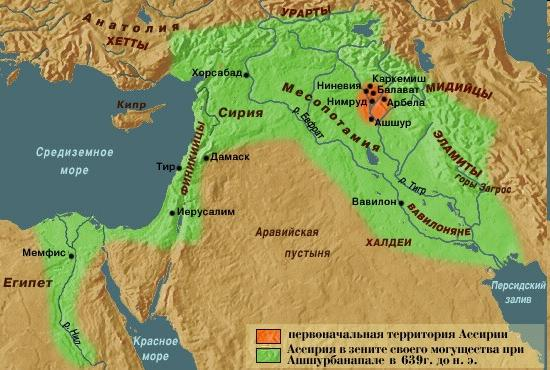 УРАРТЫ
Анатолия
ХЕТТЫ
Хорсабад
Каркемиш
Ниневия
Балават
МИДИЙЦЫ
Нимруд
Арбела
Ашшур
Кипр
Сирия
Месопотамия
р. Евфрат
ЭЛАМИТЫ
горы Загрос
Средиземное
море
ФИНИКИЙЦЫ
Тир
Дамаск
р. Тигр
Вавилон
ВАВИЛОНЯНЕ
Иерусалим
Аравийская
пустыня
ХАЛДЕИ
Мемфис
Египет
р. Нил
Персидский
залив
Красное
море
первоначальная территория Ассирии
Ассирия в зените своего могущества при
Ашшурбанапале в 639г. до н. э.